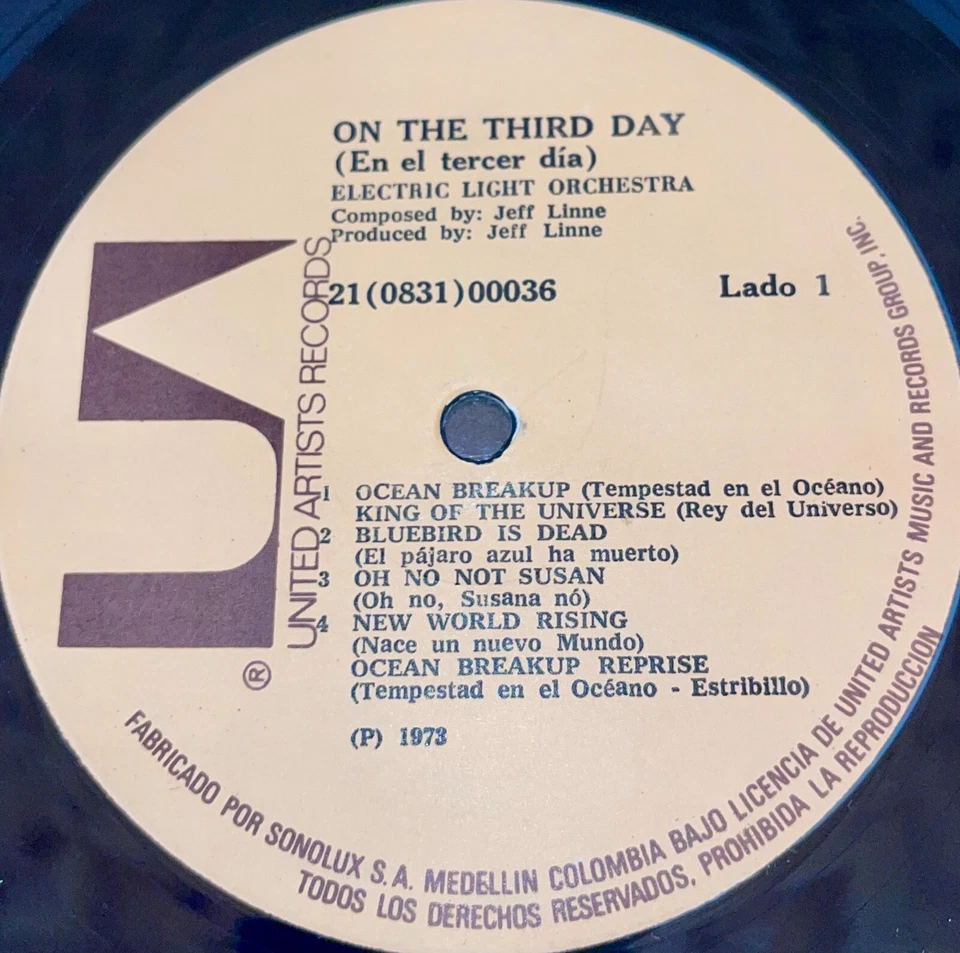 ON THE THIRD DAY
(En el tercer día)
ELECTRIC LIGHT ORCHESTRA
Composed by: Jeff Linne
Produced by: Jeff Linne
21(0831)00036
Lado 1
UNITED ARTISTS RECORDS
®
1 OCEAN BREAKUP (Tempestad en el Océano)
KING OF THE UNIVERSE (Rey del Universo)
2 BLUEBIRD IS DEAD
(El pájaro azul ha muerto)
3 OH NO NOT SUSAN
(Oh no, Susana nó)
4 NEW WORLD RISING
(Nace un nuevo Mundo)
OCEAN BREAKUP REPRISE
(Tempestad en el Océano - Estribillo)
(P) 1973
FABRICADO POR SONOLUX S.A. MEDELLIN COLOMBIA BAJO LICENCIA DE UNITED ARTISTS MUSIC AND RECORDS GROUP, INC.
TODOS LOS DERECHOS RESERVADOS, PROHIBIDA LA REPRODUCCION